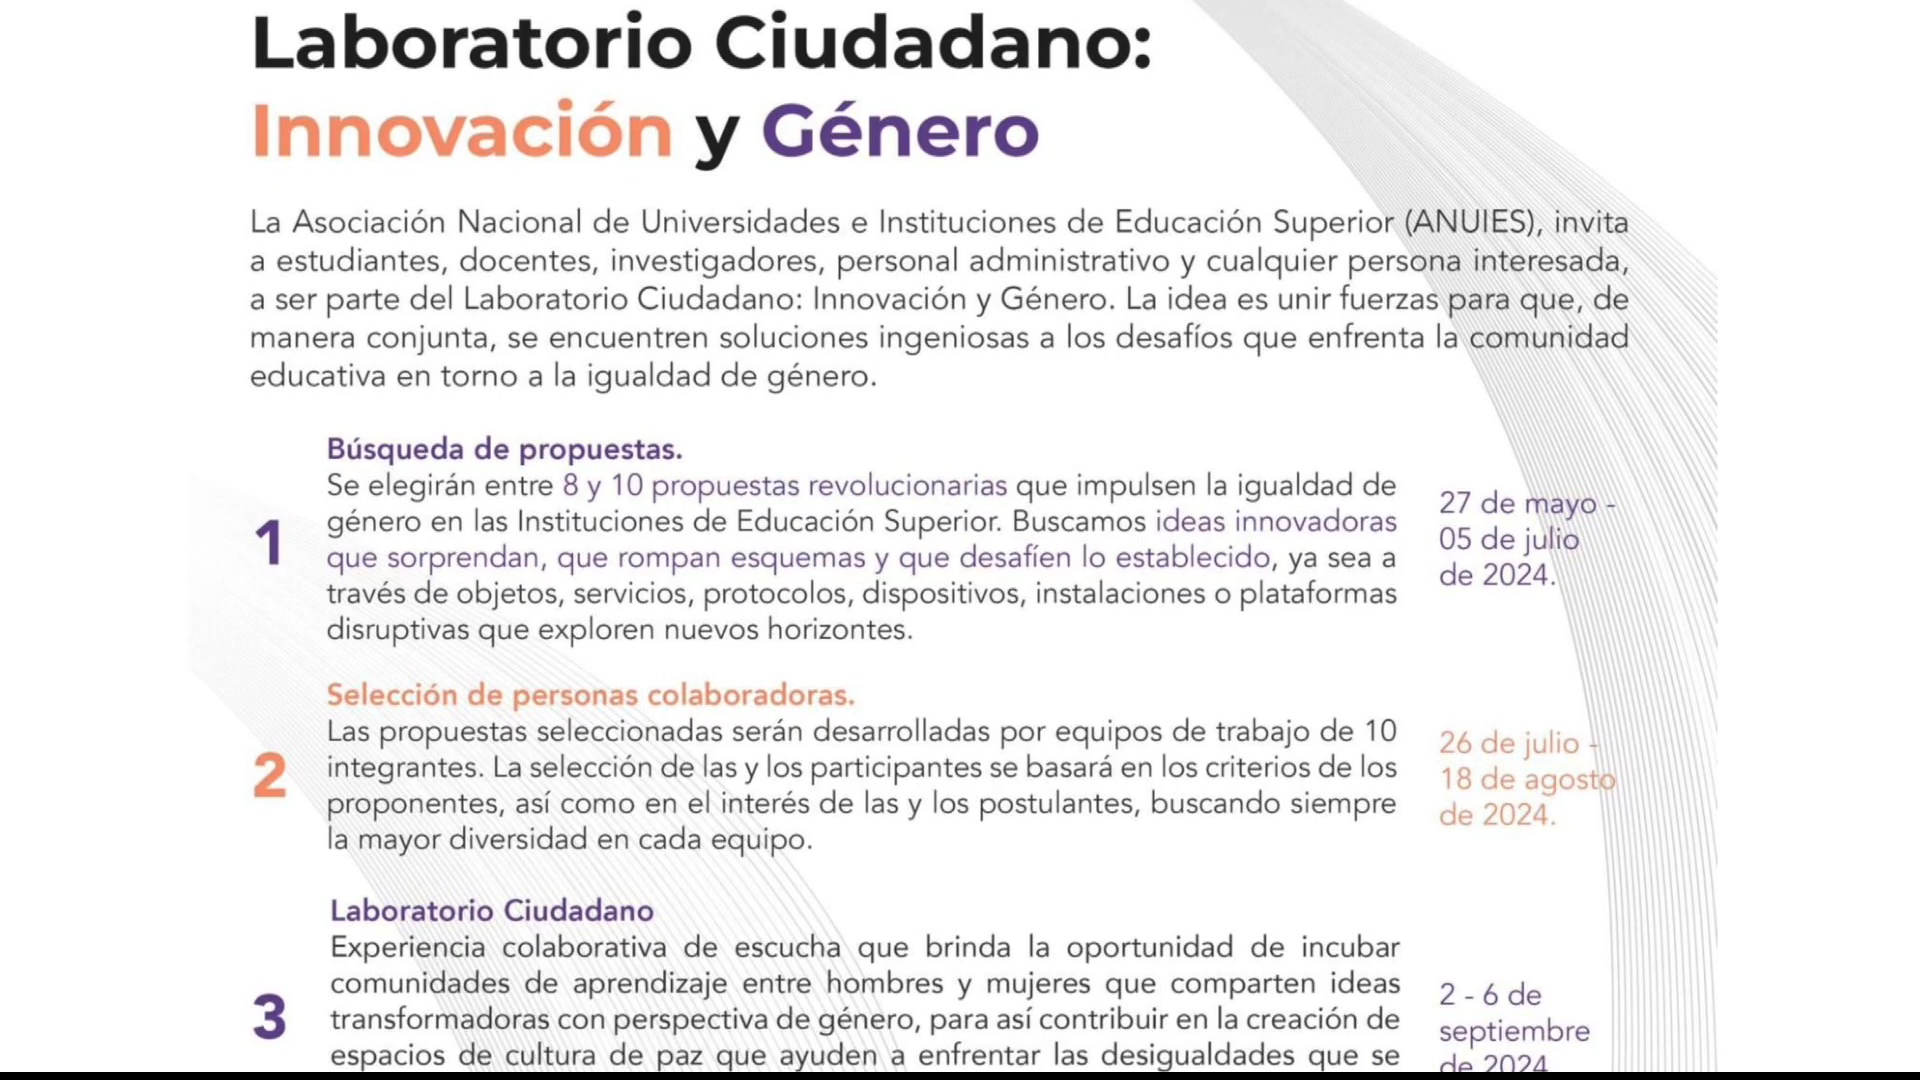 Laboratorio Ciudadano:
Innovación y Género
La Asociación Nacional de Universidades e Instituciones de Educación Superior (ANUIES), invita
a estudiantes, docentes, investigadores, personal administrativo y cualquier persona interesada,
a ser parte del Laboratorio Ciudadano: Innovación y Género. La idea es unir fuerzas para que, de
manera conjunta, se encuentren soluciones ingeniosas a los desafíos que enfrenta la comunidad
educativa en torno a la igualdad de género.
1
Búsqueda de propuestas.
Se elegirán entre 8 y 10 propuestas revolucionarias que impulsen la igualdad de
género en las Instituciones de Educación Superior. Buscamos ideas innovadoras
que sorprendan, que rompan esquemas y que desafíen lo establecido, ya sea a
través de objetos, servicios, protocolos, dispositivos, instalaciones o plataformas
disruptivas que exploren nuevos horizontes.
27 de mayo -
05 de julio
de 2024.
2
Selección de personas colaboradoras.
Las propuestas seleccionadas serán desarrolladas por equipos de trabajo de 10
integrantes. La selección de las y los participantes se basará en los criterios de los
proponentes, así como en el interés de las y los postulantes, buscando siempre
la mayor diversidad en cada equipo.
26 de julio -
18 de agosto
de 2024.
3
Laboratorio Ciudadano
Experiencia colaborativa de escucha que brinda la oportunidad de incubar
comunidades de aprendizaje entre hombres y mujeres que comparten ideas
transformadoras con perspectiva de género, para así contribuir en la creación de
espacios de cultura de paz que ayuden a enfrentar las desigualdades que se
2 - 6 de
septiembre
de 2024